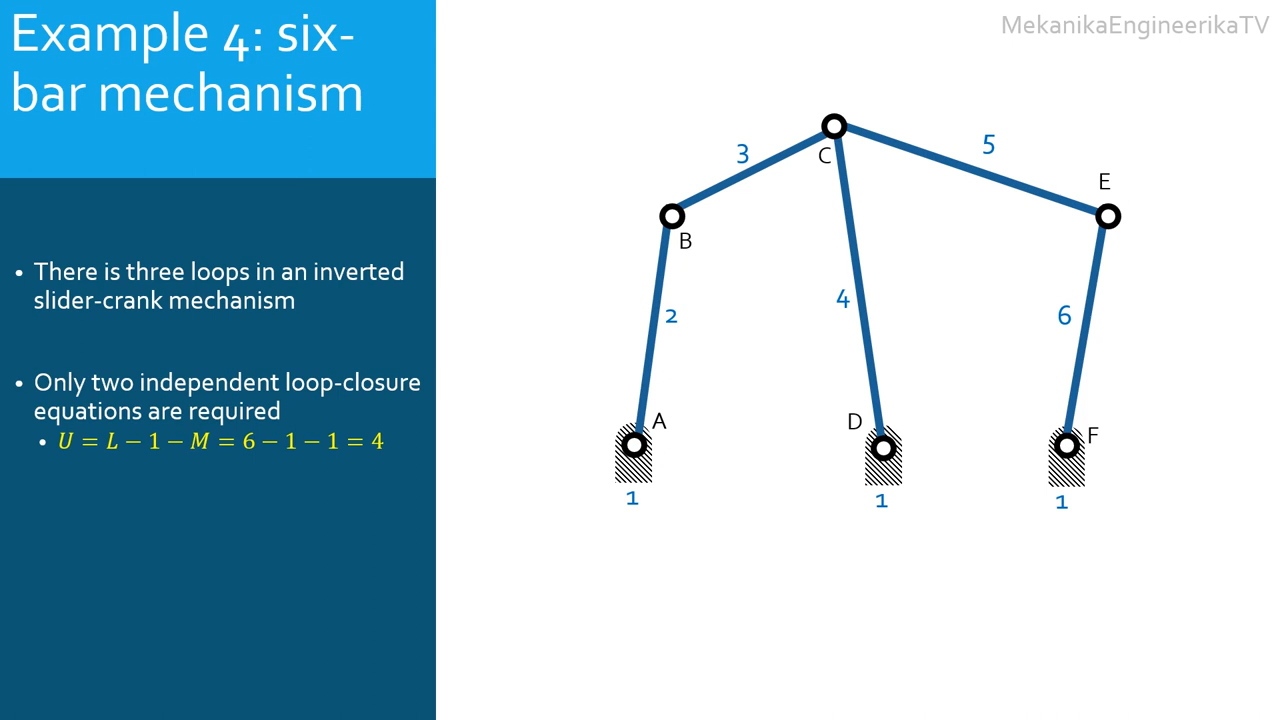 MekanikaEngineerikaTV
Example 4: six-
bar mechanism
• There is three loops in an inverted
slider-crank mechanism
• Only two independent loop-closure
equations are required
• U = L − 1 − M = 6 − 1 − 1 = 4
C
5
3
E
B
4
2
6
A
D
F
1
1
1